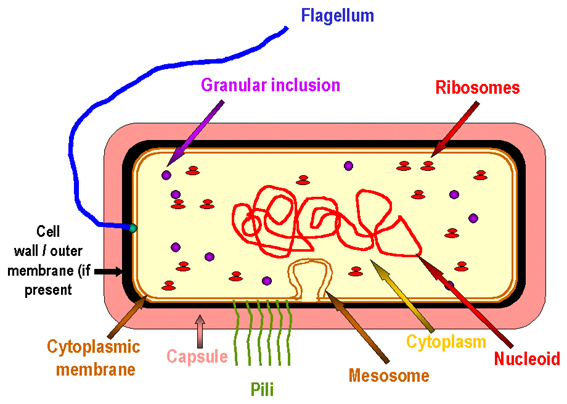 Flagellum
Granular inclusion
Ribosomes
Cell
wall / outer
membrane (if
present
Cytoplasmic
membrane
Capsule
Pili
Mesosome
Cytoplasm
Nucleoid